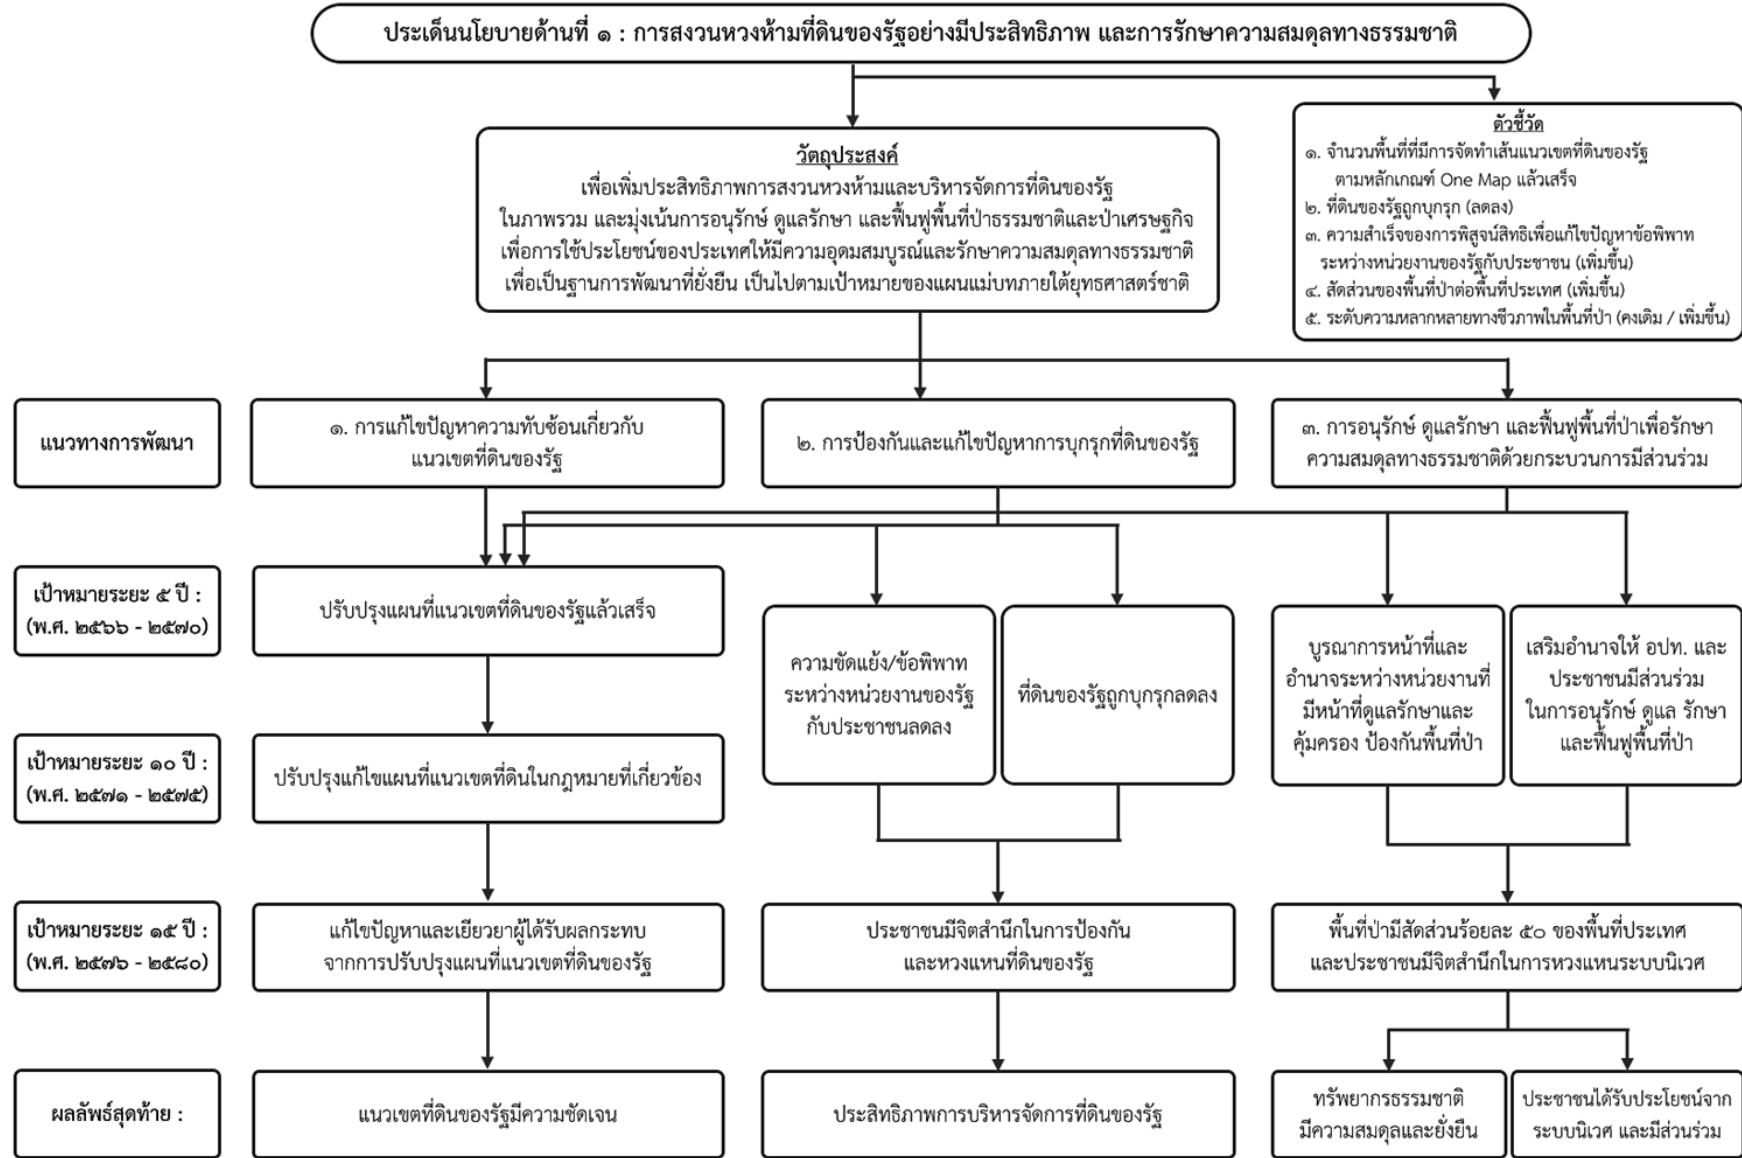 ประเด็นนโยบายด้านที่ ๑ : การสงวนหวงห้ามที่ดินของรัฐอย่างมีประสิทธิภาพ และการรักษาความสมดุลทางธรรมชาติ
วัตถุประสงค์
เพื่อเพิ่มประสิทธิภาพการสงวนหวงห้ามและบริหารจัดการที่ดินของรัฐ
ในภาพรวม และมุ่งเน้นการอนุรักษ์ ดูแลรักษา และฟื้นฟูพื้นที่ป่าธรรมชาติและป่าเศรษฐกิจ
เพื่อการใช้ประโยชน์ของประเทศให้มีความอุดมสมบูรณ์และรักษาความสมดุลทางธรรมชาติ
เพื่อเป็นฐานการพัฒนาที่ยั่งยืน เป็นไปตามเป้าหมายของแผนแม่บทภายใต้ยุทธศาสตร์ชาติ
ตัวชี้วัด
๑. จำนวนพื้นที่ที่มีการจัดทำเส้นแนวเขตที่ดินของรัฐ
ตามหลักเกณฑ์ One Map แล้วเสร็จ
๒. ที่ดินของรัฐถูกบุกรุก (ลดลง)
๓. ความสำเร็จของการพิสูจน์สิทธิเพื่อแก้ไขปัญหาข้อพิพาท
ระหว่างหน่วยงานของรัฐกับประชาชน (เพิ่มขึ้น)
๔. สัดส่วนของพื้นที่ป่าต่อพื้นที่ประเทศ (เพิ่มขึ้น)
๕. ระดับความหลากหลายทางชีวภาพในพื้นที่ป่า (คงเดิม / เพิ่มขึ้น)
แนวทางการพัฒนา
๑. การแก้ไขปัญหาความทับซ้อนเกี่ยวกับ
แนวเขตที่ดินของรัฐ
๒. การป้องกันและแก้ไขปัญหาการบุกรุกที่ดินของรัฐ
๓. การอนุรักษ์ ดูแลรักษา และฟื้นฟูพื้นที่ป่าเพื่อรักษา
ความสมดุลทางธรรมชาติด้วยกระบวนการมีส่วนร่วม
เป้าหมายระยะ ๕ ปี :
(พ.ศ. ๒๕๖๖ - ๒๕๗๐)
ปรับปรุงแผนที่แนวเขตที่ดินของรัฐแล้วเสร็จ
ความขัดแย้ง/ข้อพิพาท
ระหว่างหน่วยงานของรัฐ
กับประชาชนลดลง
ที่ดินของรัฐถูกบุกรุกลดลง
บูรณาการหน้าที่และ
อำนาจระหว่างหน่วยงานที่
มีหน้าที่ดูแลรักษาและ
คุ้มครอง ป้องกันพื้นที่ป่า
เสริมอำนาจให้ อปท. และ
ประชาชนมีส่วนร่วม
ในการอนุรักษ์ ดูแล รักษา
และฟื้นฟูพื้นที่ป่า
เป้าหมายระยะ ๑๐ ปี :
(พ.ศ. ๒๕๗๑ - ๒๕๗๕)
ปรับปรุงแก้ไขแผนที่แนวเขตที่ดินในกฎหมายที่เกี่ยวข้อง
เป้าหมายระยะ ๑๕ ปี :
(พ.ศ. ๒๕๗๖ - ๒๕๘๐)
แก้ไขปัญหาและเยียวยาผู้ได้รับผลกระทบ
จากการปรับปรุงแผนที่แนวเขตที่ดินของรัฐ
ประชาชนมีจิตสำนึกในการป้องกัน
และหวงแหนที่ดินของรัฐ
พื้นที่ป่ามีสัดส่วนร้อยละ ๕๐ ของพื้นที่ประเทศ
และประชาชนมีจิตสำนึกในการหวงแหนระบบนิเวศ
ผลลัพธ์สุดท้าย :
แนวเขตที่ดินของรัฐมีความชัดเจน
ประสิทธิภาพการบริหารจัดการที่ดินของรัฐ
ทรัพยากรธรรมชาติ
มีความสมดุลและยั่งยืน
ประชาชนได้รับประโยชน์จาก
ระบบนิเวศ และมีส่วนร่วม